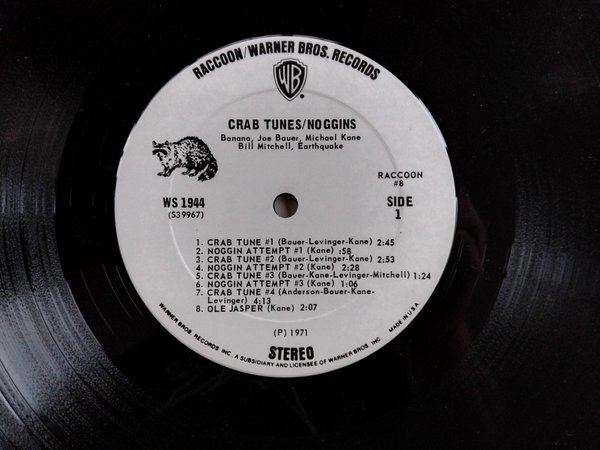 RACCOON/WARNER BROS. RECORDS
WB
CRAB TUNES/NOGGINS
Banana, Joe Bauer, Michael Kane
Bill Mitchell, Earthquake
RACCOON
#8
WS 1944
(S39967)
SIDE
1
1. CRAB TUNE #1 (Bauer-Levinger-Kane) 2:45
2. NOGGIN ATTEMPT #1 (Kane) :58
3. CRAB TUNE #2 (Bauer-Levinger-Kane) 2:53
4. NOGGIN ATTEMPT #2 (Kane) 2:28
5. CRAB TUNE #3 (Bauer-Kane-Levinger-Mitchell) 1:24
6. NOGGIN ATTEMPT #3 (Kane) 1:06
7. CRAB TUNE #4 (Anderson-Bauer-Kane-
Levinger) 4:13
8. OLE JASPER (Kane) 2:07
(P) 1971
STEREO
WARNER BROS. RECORDS INC. A SUBSIDIARY AND LICENSEE OF WARNER BROS. INC. MADE IN U.S.A.